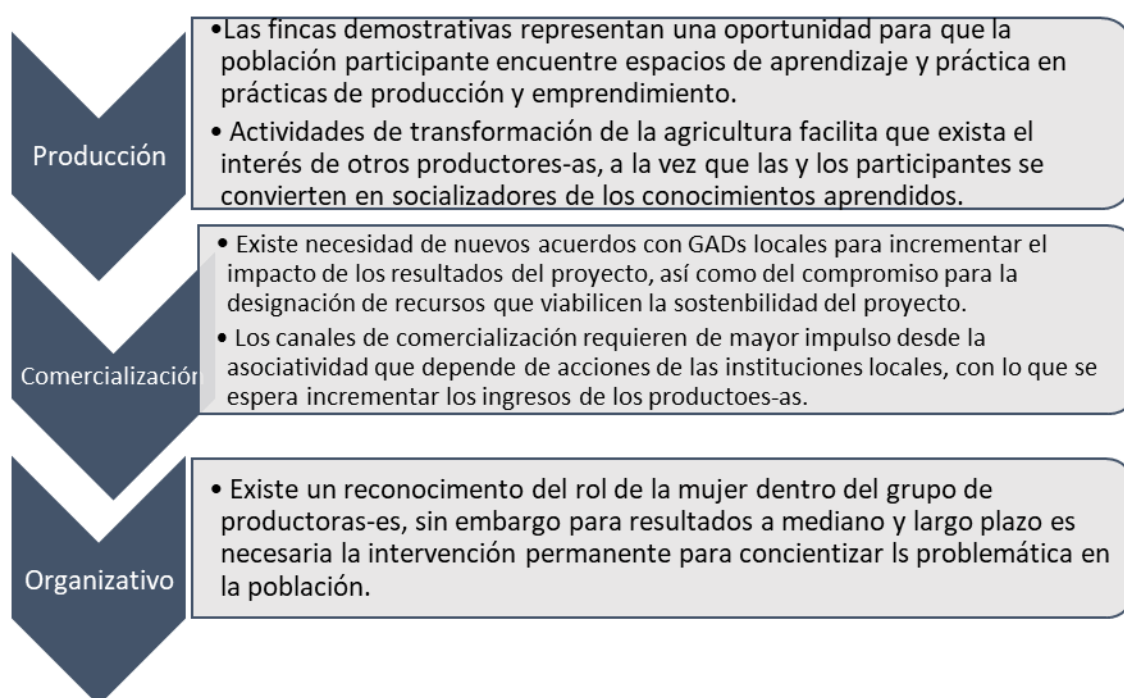 •Las fincas demostrativas representan una oportunidad para que la
población participante encuentre espacios de aprendizaje y práctica en
prácticas de producción y emprendimiento.
Producción
• Actividades de transformación de la agricultura facilita que exista el
interés de otros productores-as, a la vez que las y los participantes se
convierten en socializadores de los conocimientos aprendidos.
• Existe necesidad de nuevos acuerdos con GADs locales para incrementar el
impacto de los resultados del proyecto, así como del compromiso para la
designación de recursos que viabilicen la sostenbilidad del proyecto.
Comercialización
• Los canales de comercialización requieren de mayor impulso desde la
asociatividad que depende de acciones de las instituciones locales, con lo que se
espera incrementar los ingresos de los productoes-as.
• Existe un reconocimiento del rol de la mujer dentro del grupo de
productoras-es, sin embargo para resultados a mediano y largo plazo es
necesaria la intervención permanente para concientizar ls problemática en
la población.
Organizativo